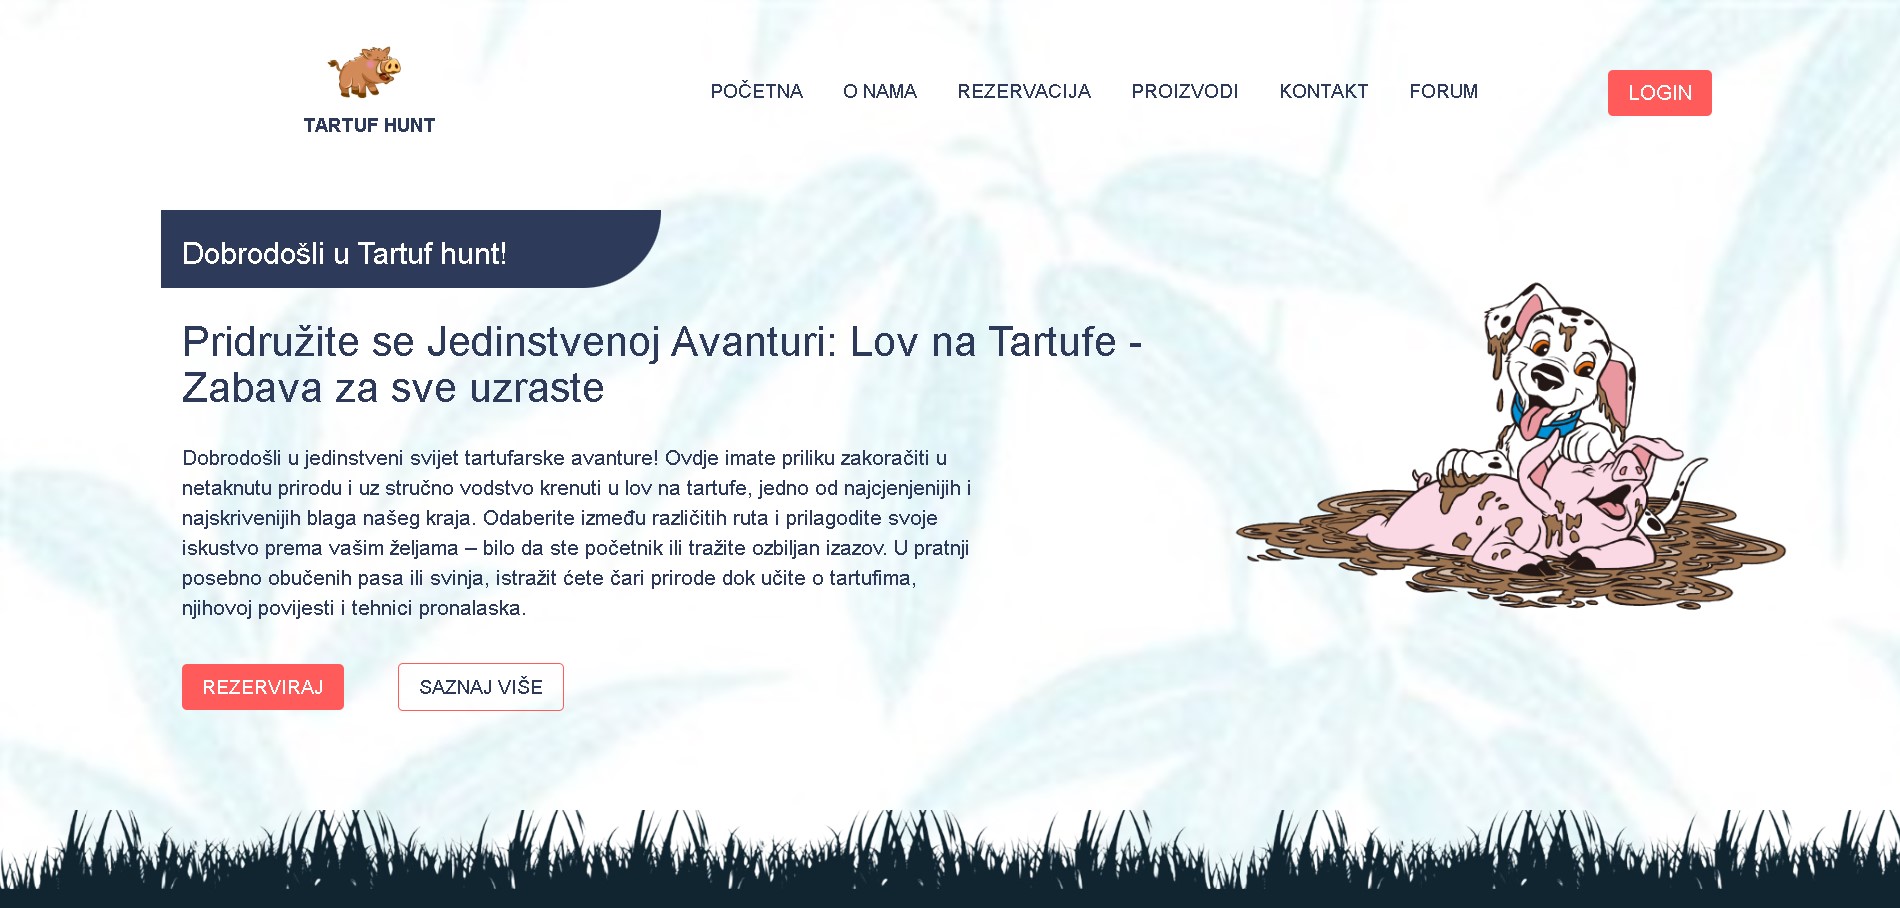 TARTUF HUNT
POČETNA O NAMA REZERVACIJA PROIZVODI KONTAKT FORUM LOGIN
Dobrodošli u Tartuf hunt!
Pridružite se Jedinstvenoj Avanturi: Lov na Tartufe -
Zabava za sve uzraste
Dobrodošli u jedinstveni svijet tartufarske avanture! Ovdje imate priliku zakoračiti u
netaknutu prirodu i uz stručno vodstvo krenuti u lov na tartufe, jedno od najcjenjenijih i
najskrivenijih blaga našeg kraja. Odaberite između različitih ruta i prilagodite svoje
iskustvo prema vašim željama – bilo da ste početnik ili tražite ozbiljan izazov. U pratnji
posebno obučenih pasa ili svinja, istražit ćete čari prirode dok učite o tartufima,
njihovoj povijesti i tehnici pronalaska.
REZERVIRAJ SAZNAJ VIŠE